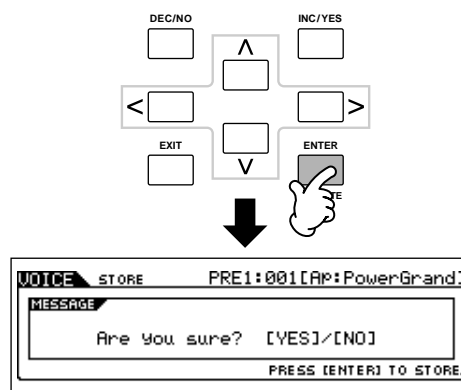 DEC/NO INC/YES
EXIT ENTER
VOICE STORE PRE1:001[AP:PowerGrand]
MESSAGE
Are you sure? [YES]/[NO]
PRESS [ENTER] TO STORE.